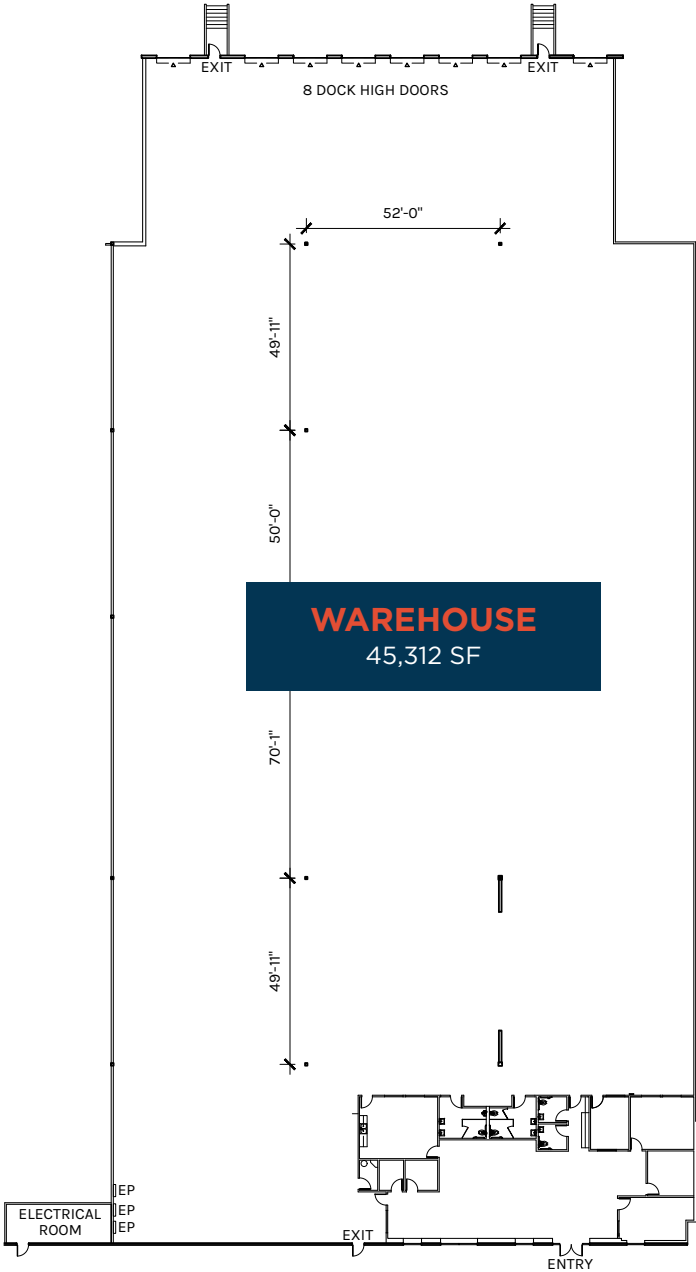 EXIT
EXIT
8 DOCK HIGH DOORS
52'-0"
49'-11"
50'-0"
WAREHOUSE
45,312 SF
70'-1"
49'-11"
EP
EP
EP
ELECTRICAL
ROOM
EXIT
ENTRY